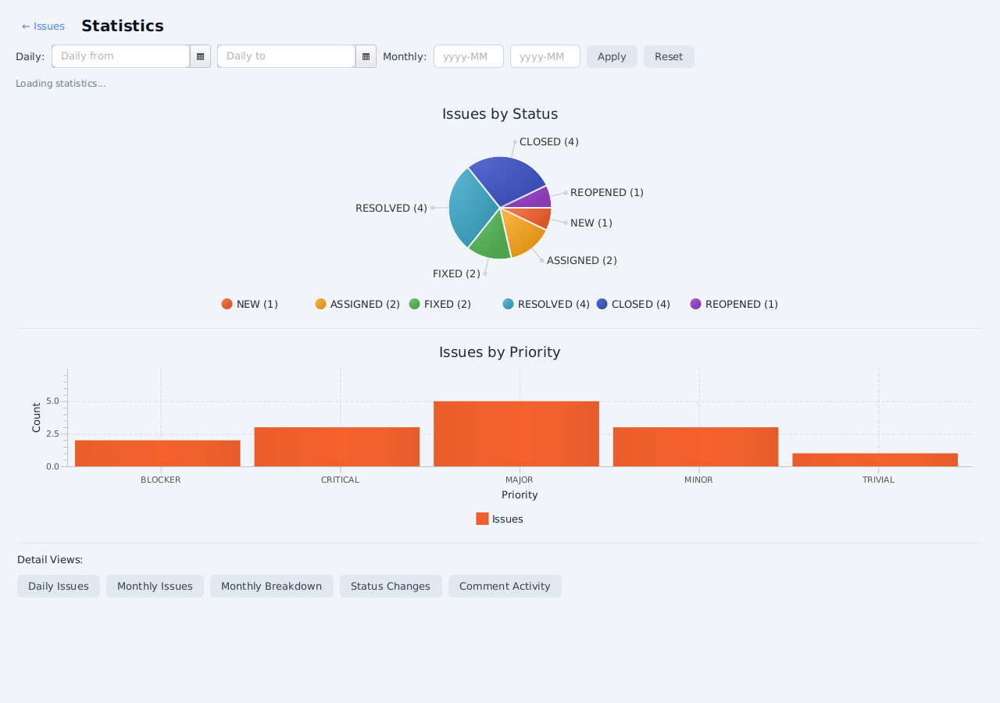 ← Issues Statistics
Daily: Daily from Daily to Monthly: yyyy-MM yyyy-MM Apply Reset
Loading statistics...
Issues by Status
CLOSED (4)
REOPENED (1)
RESOLVED (4)
NEW (1)
ASSIGNED (2)
FIXED (2)
NEW (1) ASSIGNED (2) FIXED (2) RESOLVED (4) CLOSED (4) REOPENED (1)
Issues by Priority
Count
5.0
2.5
0.0
BLOCKER CRITICAL MAJOR MINOR TRIVIAL
Priority
Issues
Detail Views:
Daily Issues Monthly Issues Monthly Breakdown Status Changes Comment Activity